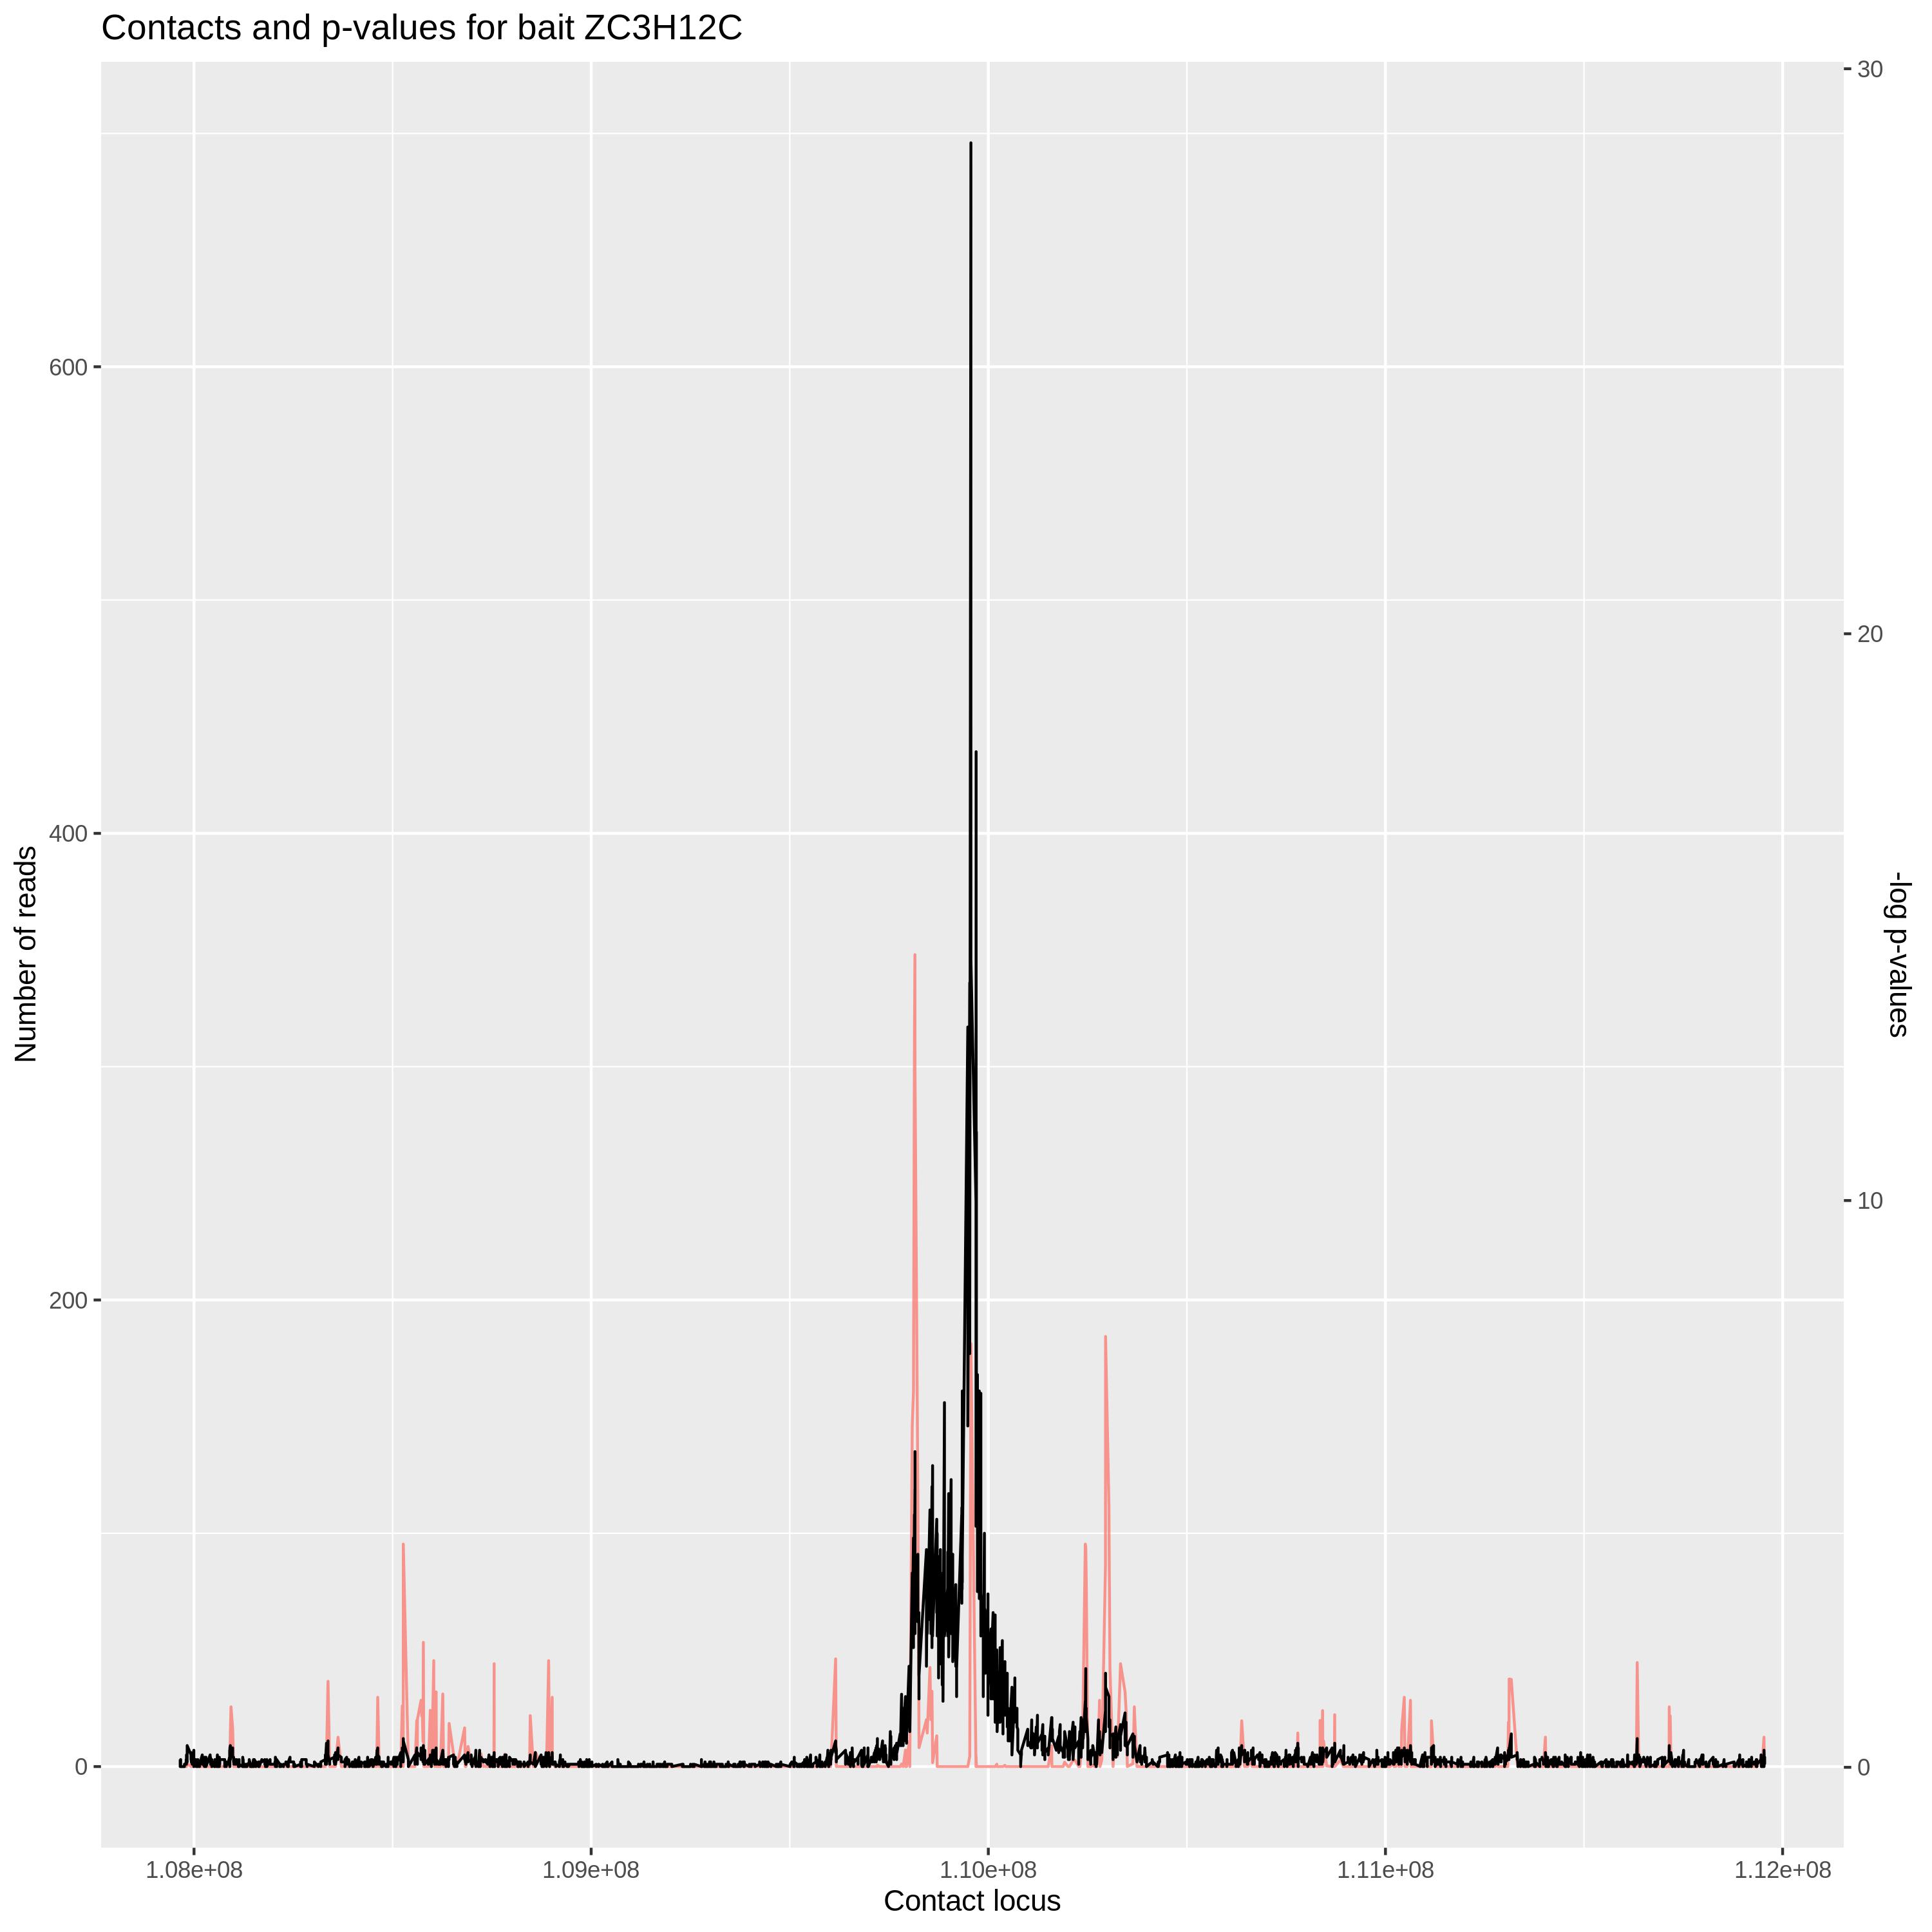 Contacts and p-values for bait ZC3H12C
30
600
20
400
Number of reads
-log p-values
10
200
0
0
1.08e+08
1.09e+08
1.10e+08
1.11e+08
1.12e+08
Contact locus